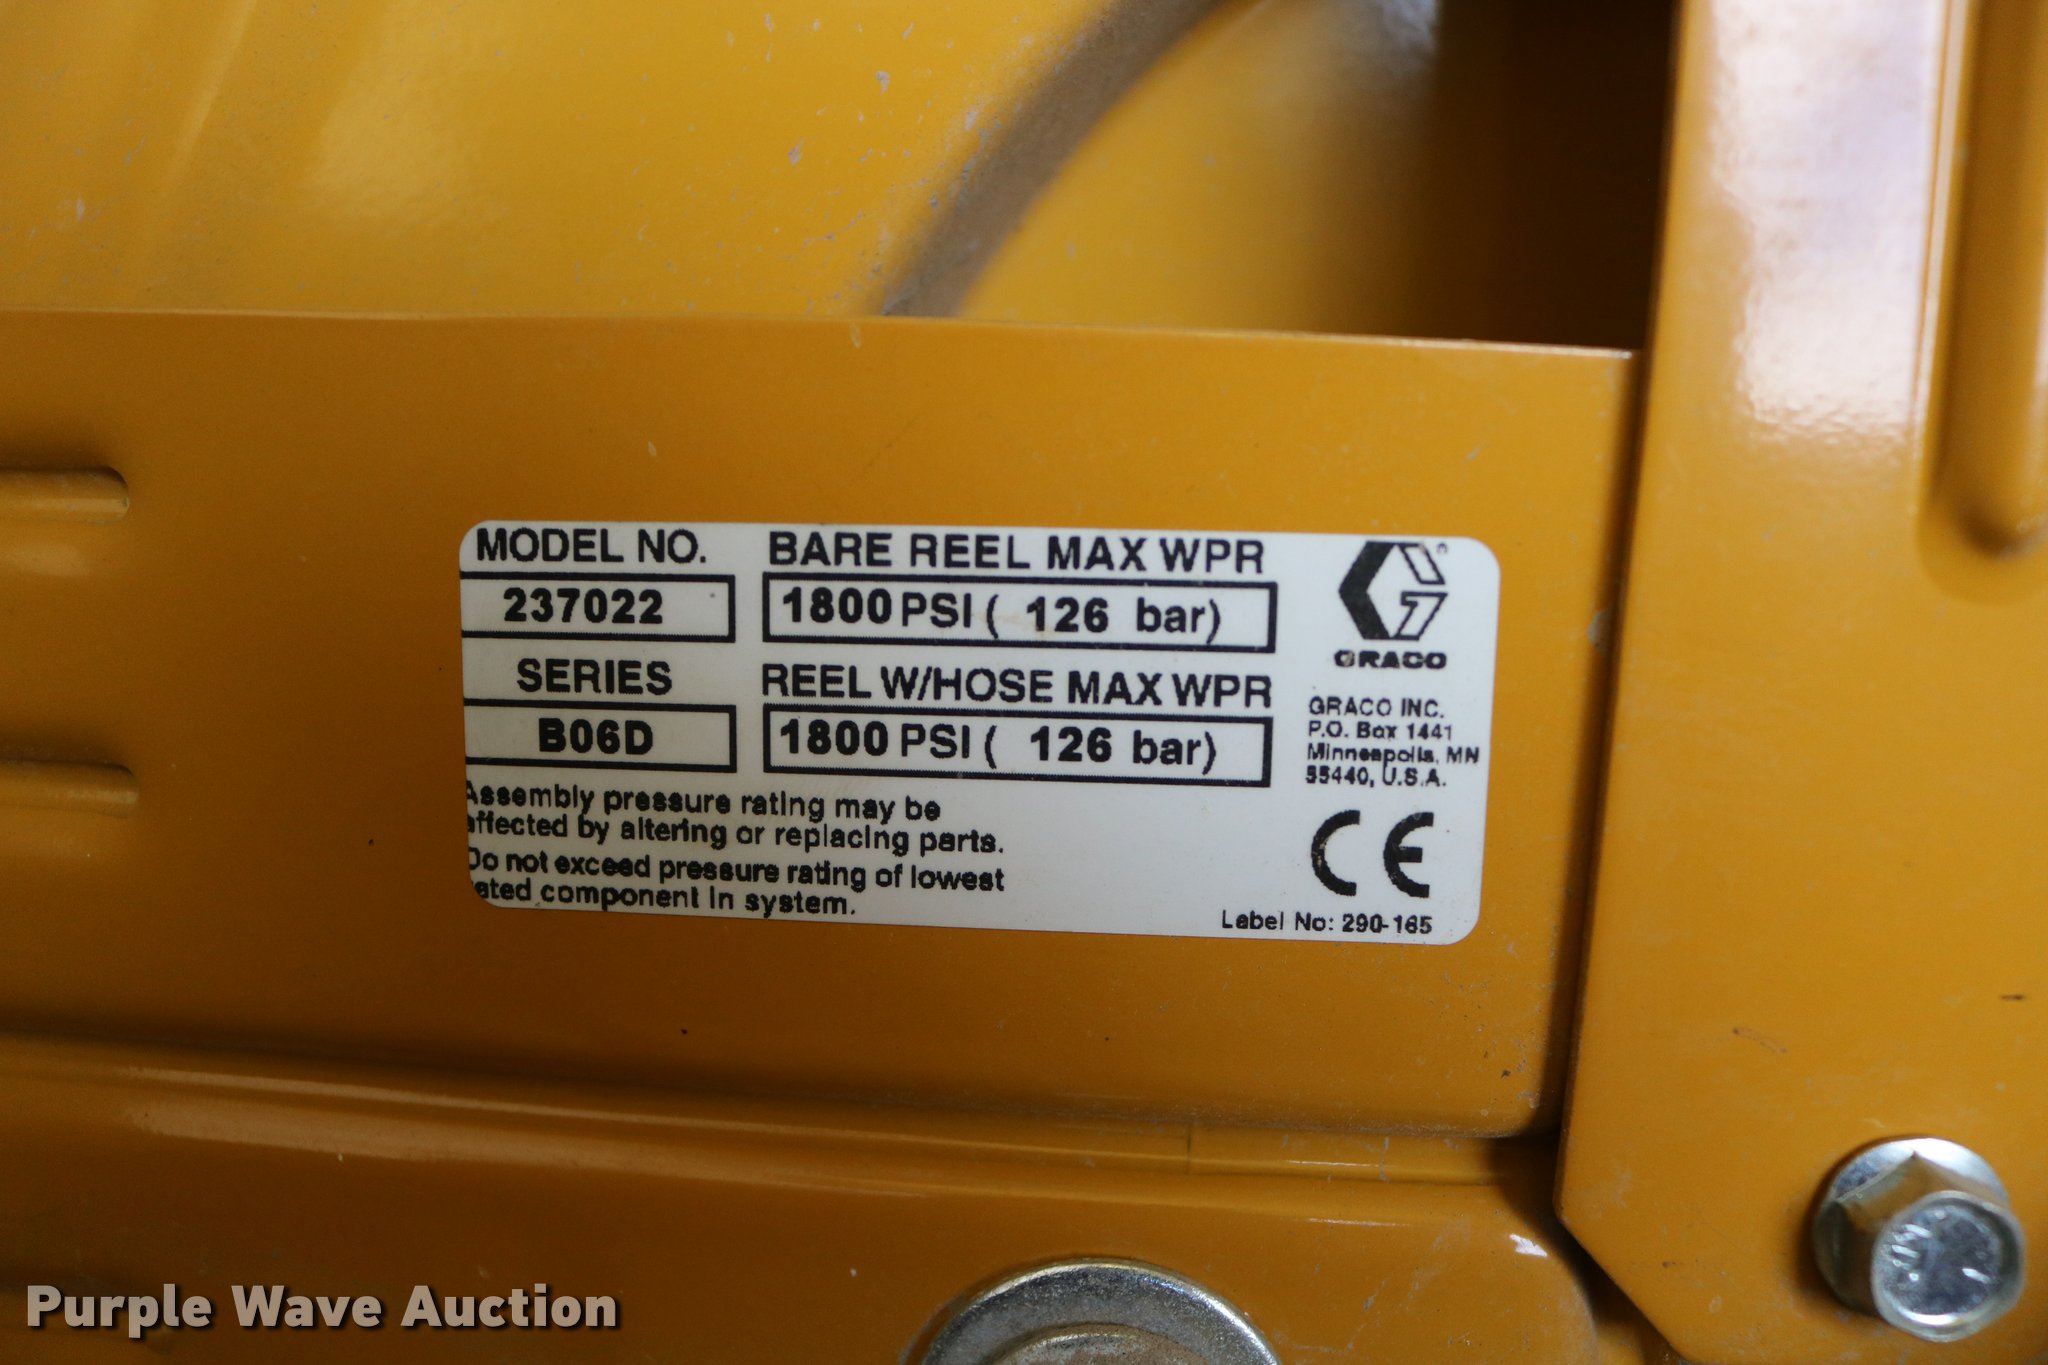 MODEL NO.
237022
SERIES
B06D
BARE REEL MAX WPR
1800 PSI ( 126 bar)
REEL W/HOSE MAX WPR
1800 PSI ( 126 bar)
Assembly pressure rating may be
affected by altering or replacing parts.
Do not exceed pressure rating of lowest
rated component in system.
®
GRACO
GRACO INC.
P.O. Box 1441
Minneapolis, MN
55440, U.S.A.
CE
Label No: 290-165
Purple Wave Auction